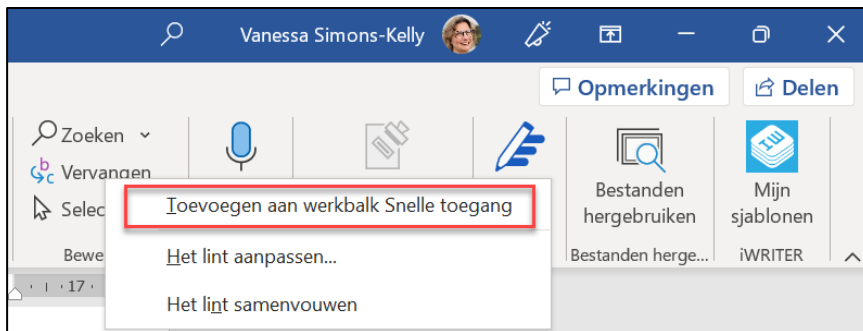 Vanessa Simons-Kelly
Opmerkingen
Delen
Zoeken
Vervangen
Selec
Toevoegen aan werkbalk Snelle toegang
Het lint aanpassen...
Het lint samenvouwen
Bewe
Bestanden
hergebruiken
Bestanden herge...
Mijn
sjablonen
iWRITER
17